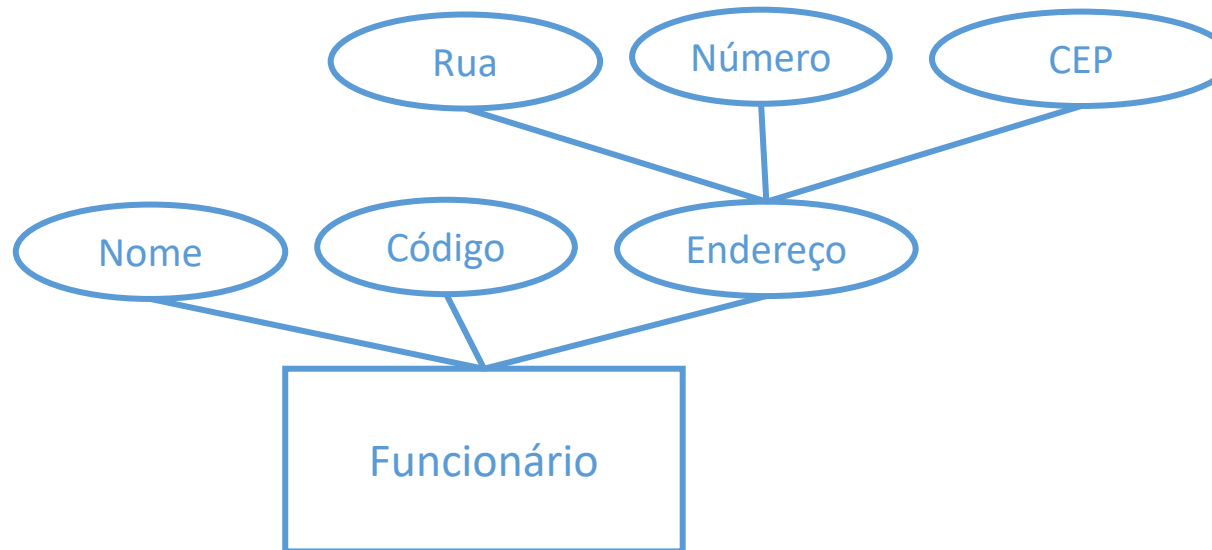 Rua
Número
CEP
Nome
Código
Endereço
Funcionário